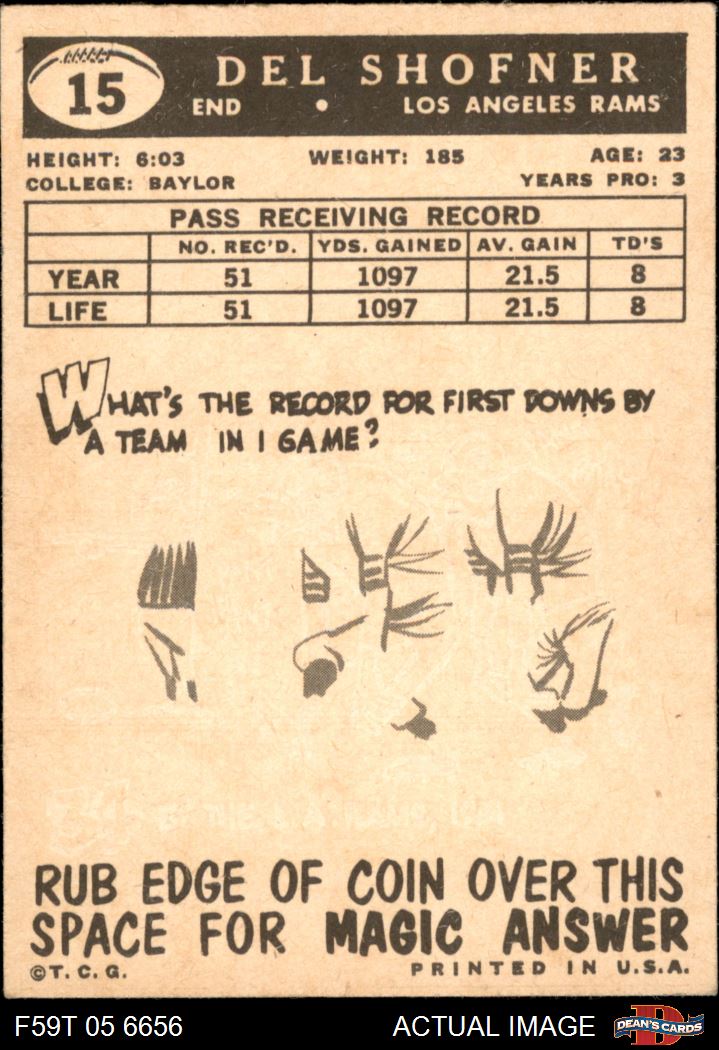 15
DEL SHOFNER
END • LOS ANGELES RAMS
HEIGHT: 6:03 WEIGHT: 185 AGE: 23
COLLEGE: BAYLOR YEARS PRO: 3
PASS RECEIVING RECORD
NO. REC'D. YDS. GAINED AV. GAIN TD'S
YEAR 51 1097 21.5 8
LIFE 51 1097 21.5 8
WHAT'S THE RECORD FOR FIRST DOWNS BY
A TEAM IN 1 GAME?
RUB EDGE OF COIN OVER THIS
SPACE FOR MAGIC ANSWER
©T.C.G. PRINTED IN U.S.A.
F59T 05 6656 ACTUAL IMAGE DEAN'S CARDS